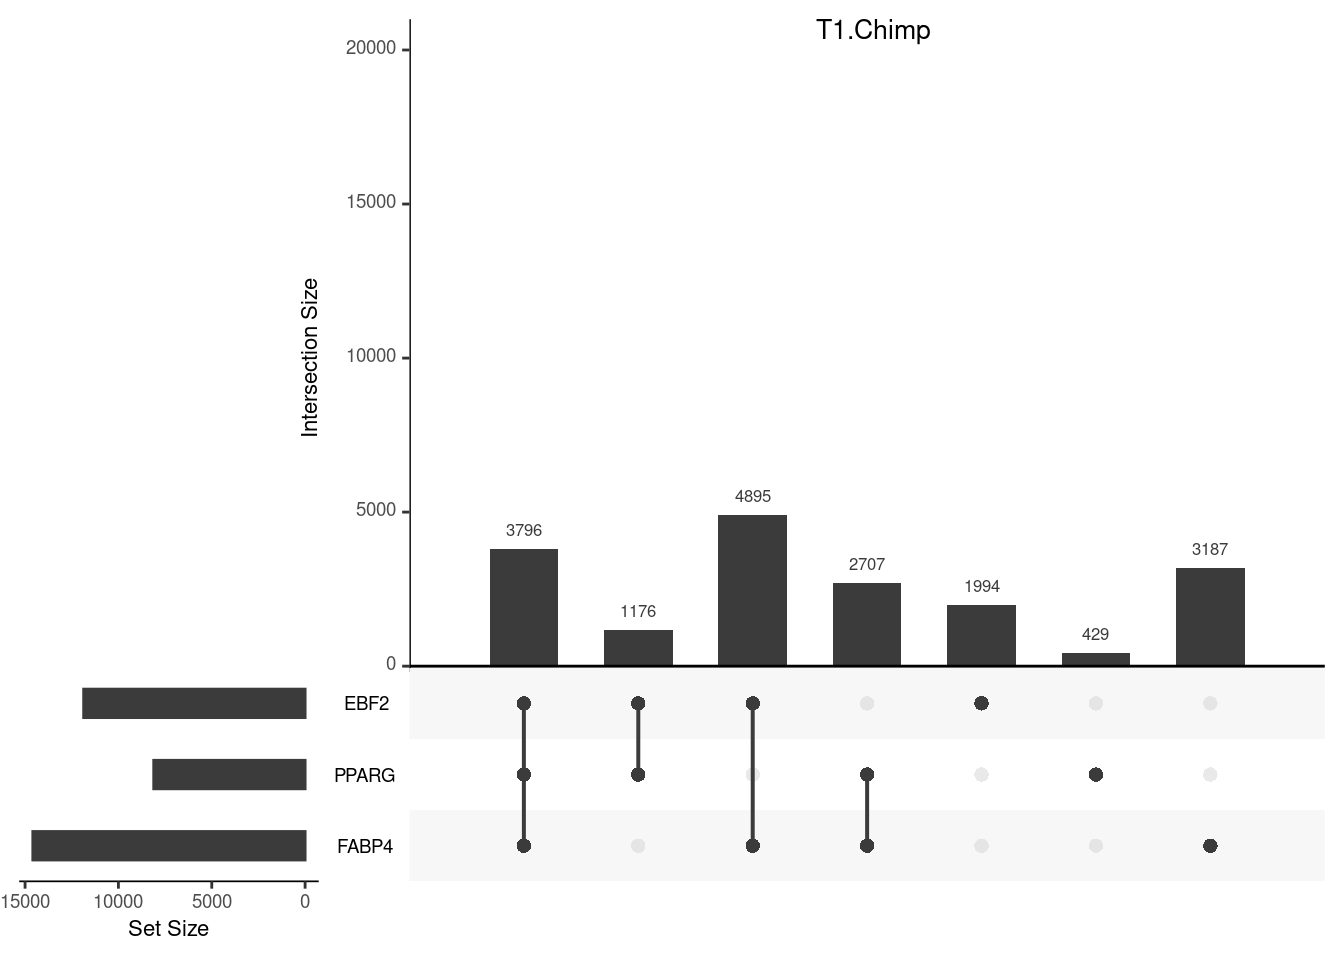 T1.Chimp
20000
15000
10000
5000
0
Intersection Size
3796
1176
4895
2707
1994
429
3187
EBF2
PPARG
FABP4
15000 10000 5000 0
Set Size